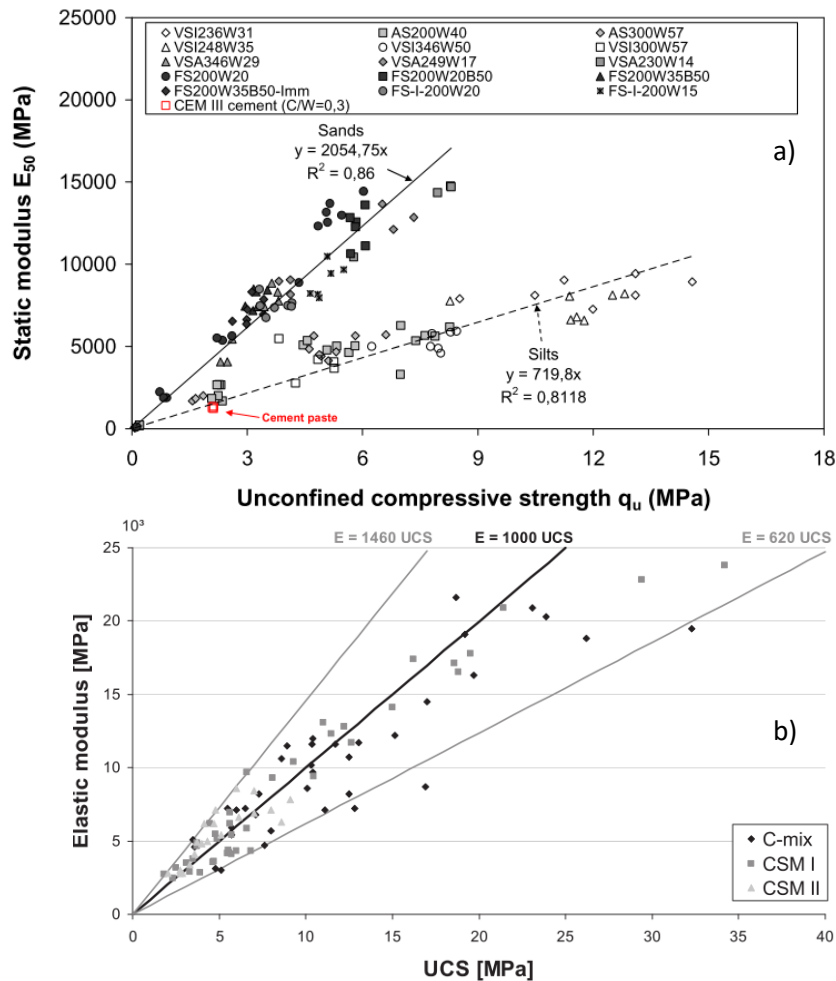 VSI236W31 AS200W40 AS300W57
VSI248W35 VSI346W50 VSI300W57
VSA346W29 VSA249W17 VSA230W14
FS200W20 FS200W20B50 FS200W35B50
FS200W35B50-Imm FS-I-200W20 FS-I-200W15
CEM III cement (C/W=0,3)
25000
20000
15000
10000
5000
0
Static modulus E50 (MPa)
a)
Sands
y = 2054,75x
R2 = 0,86
Silts
y = 719,8x
R2 = 0,8118
Cement paste
0 3 6 9 12 15 18
Unconfined compressive strength qu (MPa)
10³
E = 1460 UCS E = 1000 UCS E = 620 UCS
25
20
15
10
5
0
Elastic modulus [MPa]
b)
C-mix
CSM I
CSM II
0 5 10 15 20 25 30 35 40
UCS [MPa]